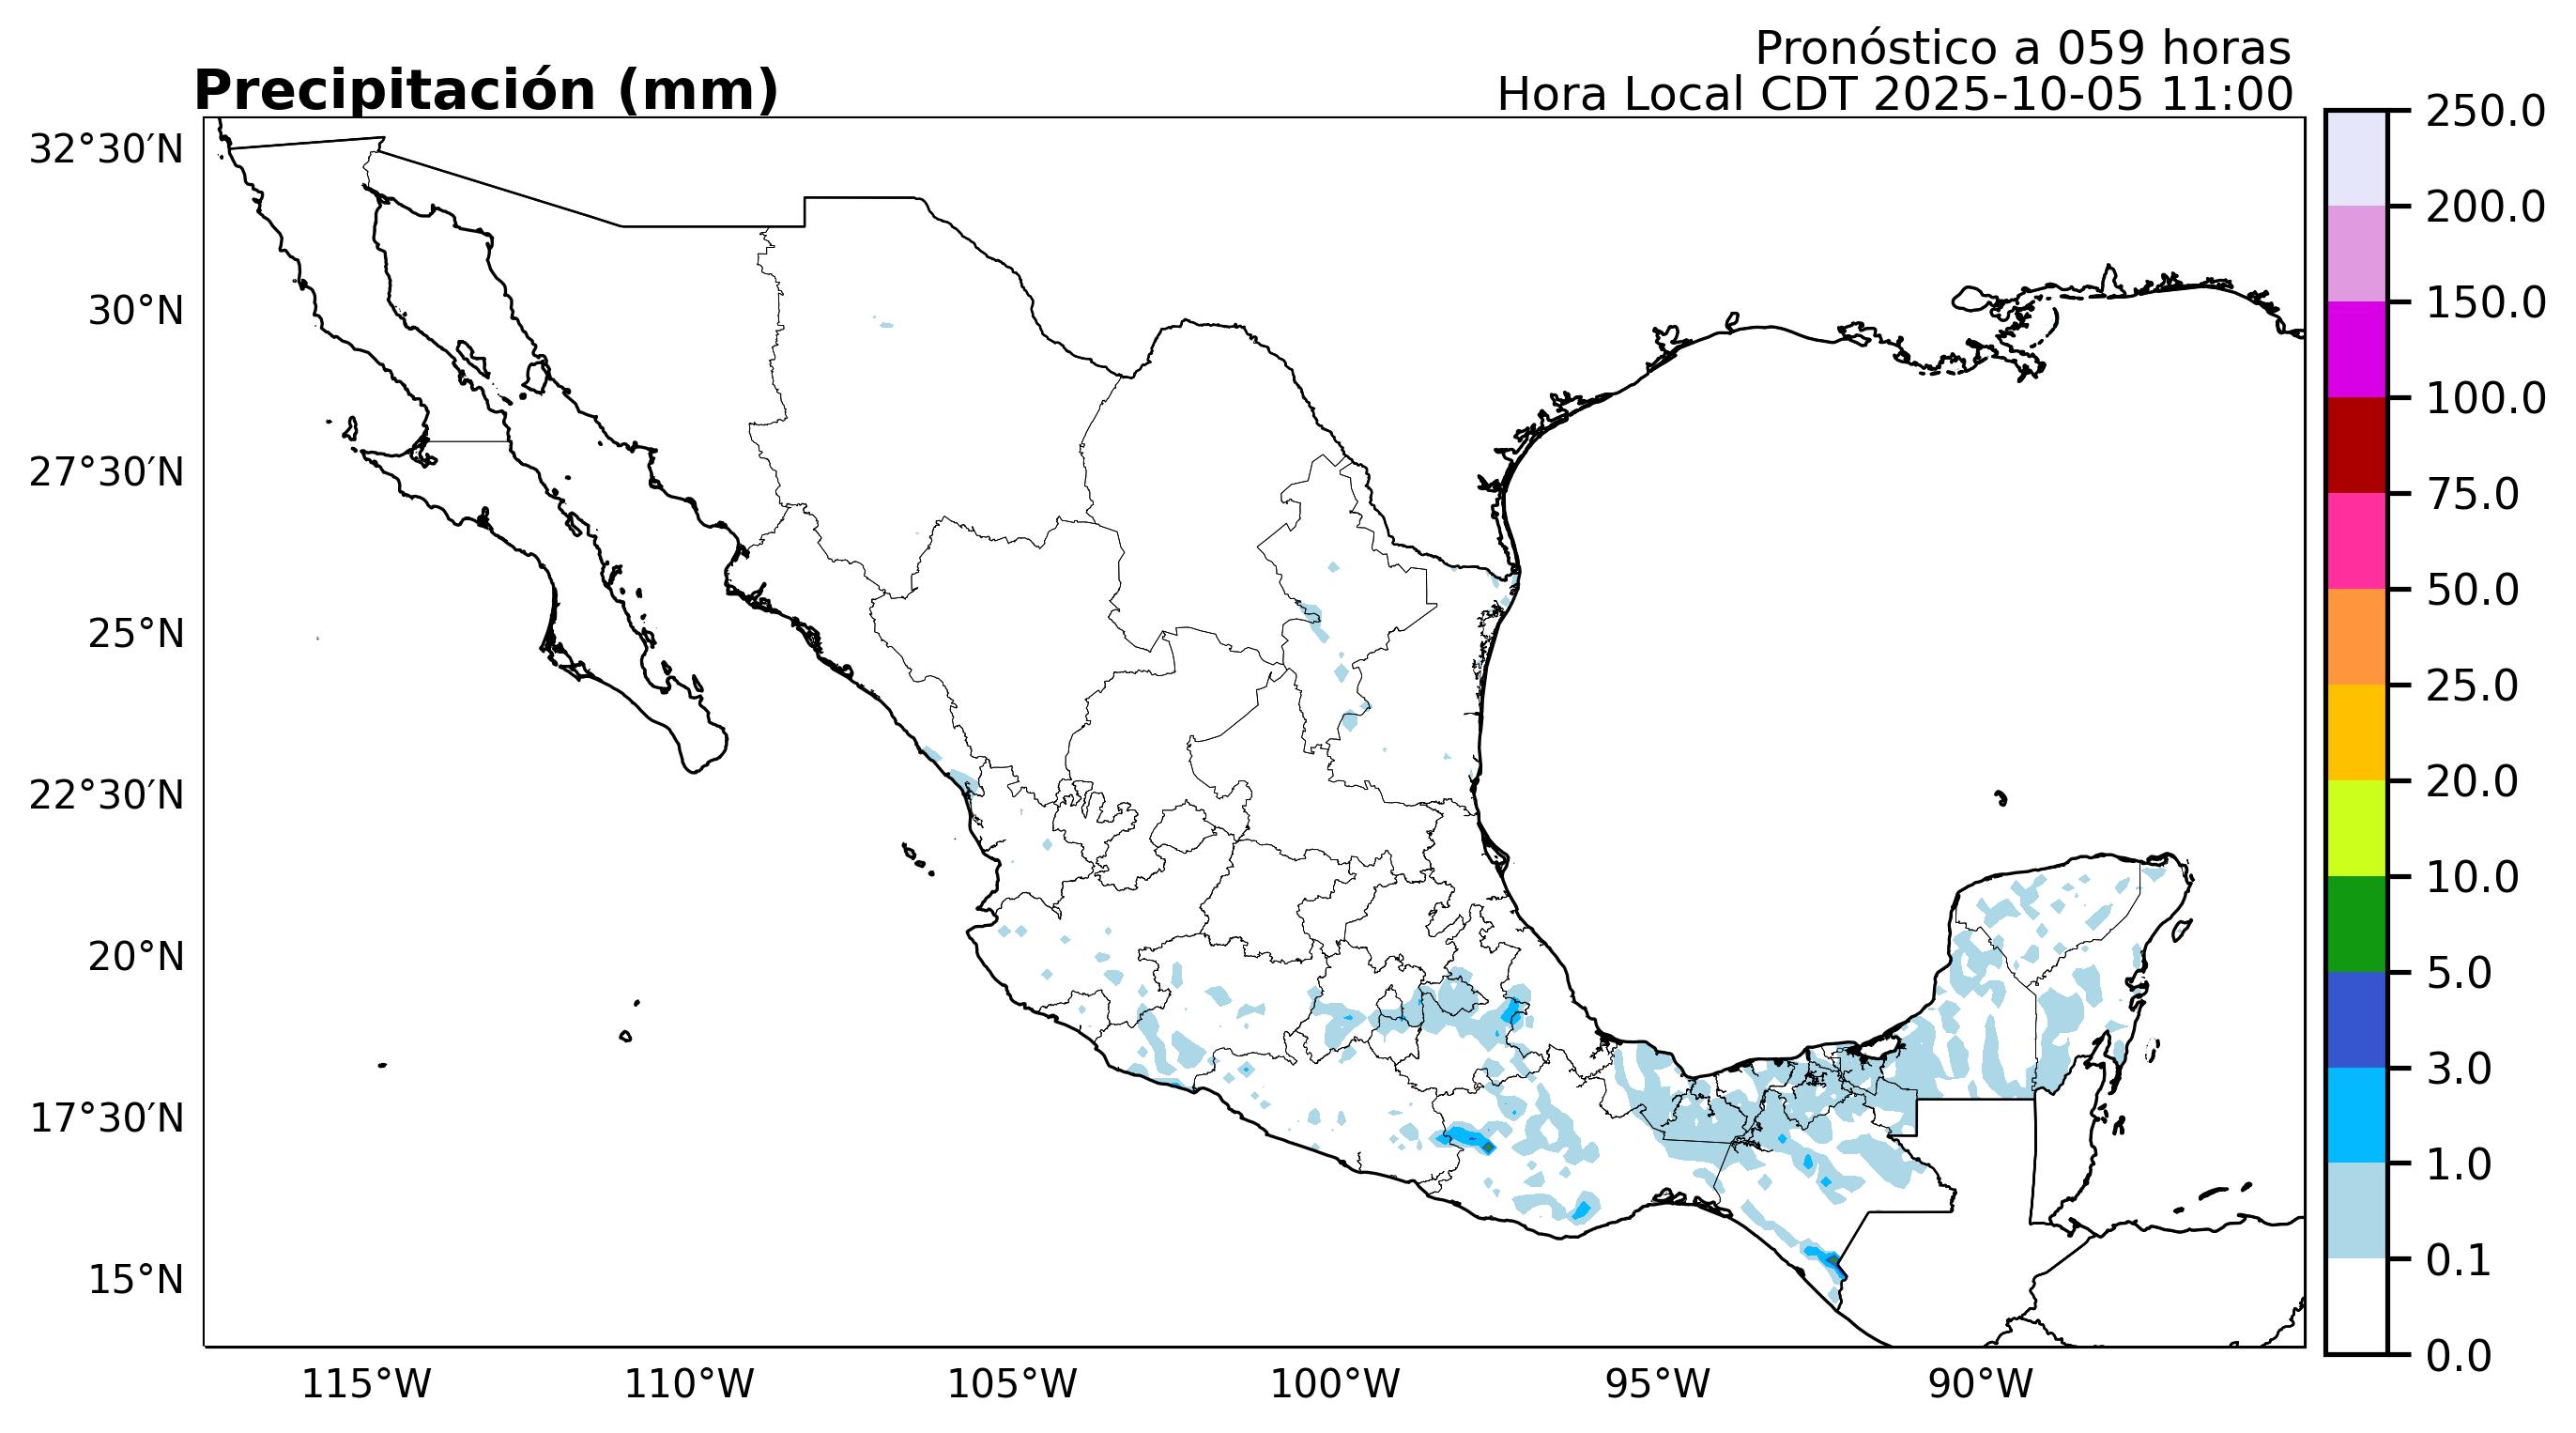 Pronóstico a 059 horas
Precipitación (mm)
Hora Local CDT 2025-10-05 11:00
32°30′N
30°N
27°30′N
25°N
22°30′N
20°N
17°30′N
15°N
115°W
110°W
105°W
100°W
95°W
90°W
250.0
200.0
150.0
100.0
75.0
50.0
25.0
20.0
10.0
5.0
3.0
1.0
0.1
0.0